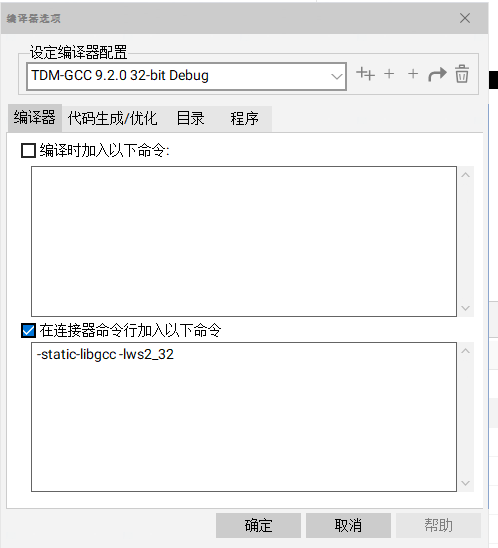 编译器选项
设定编译器配置
TDM-GCC 9.2.0 32-bit Debug
编译器 代码生成/优化 目录 程序
编译时加入以下命令:
在连接器命令行加入以下命令
-static-libgcc -lws2_32
确定 取消 帮助